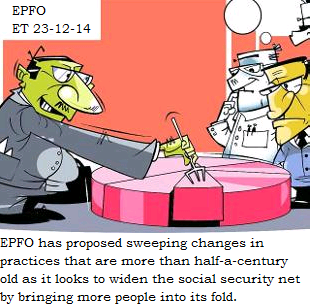 EPFO
ET 23-12-14
EPFO has proposed sweeping changes in
practices that are more than half-a-century
old as it looks to widen the social security net
by bringing more people into its fold.